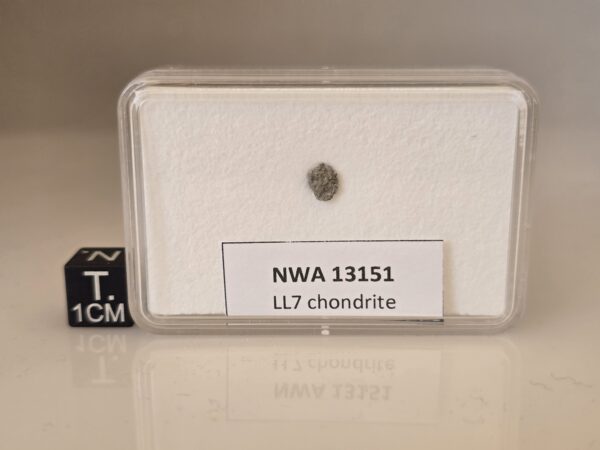 NWA 13151
LL7 chondrite
N
T.
1CM